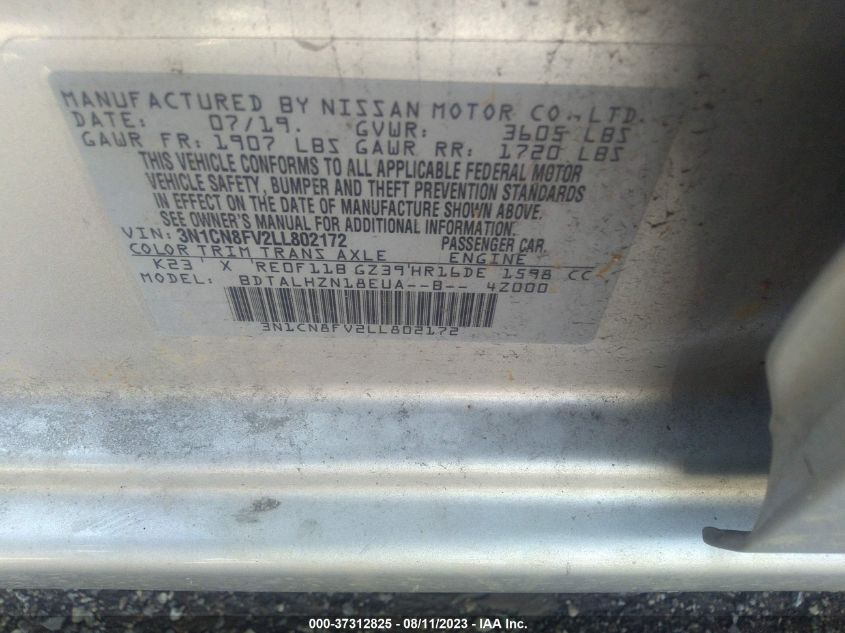 MANUFACTURED BY NISSAN MOTOR CO., LTD.
DATE: 07/19. GVWR: 3605 LBS
GAWR FR: 1907 LBS GAWR RR: 1720 LBS
THIS VEHICLE CONFORMS TO ALL APPLICABLE FEDERAL MOTOR
VEHICLE SAFETY, BUMPER AND THEFT PREVENTION STANDARDS
IN EFFECT ON THE DATE OF MANUFACTURE SHOWN ABOVE.
SEE OWNER'S MANUAL FOR ADDITIONAL INFORMATION.
VIN: 3N1CN8FV2LL802172 PASSENGER CAR.
COLOR TRIM TRANS AXLE ENGINE
K23 X RE0F11B GZ39 HR16DE 1598 CC
MODEL: BDTALHZN18EUA--B-- 4Z000
3N1CN8FV2LL802172
000-37312825 - 08/11/2023 - IAA Inc.